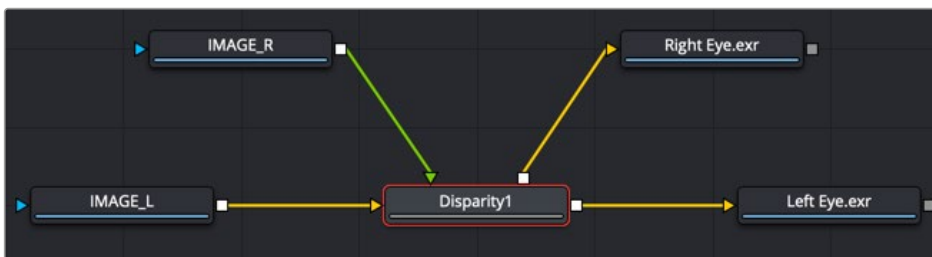 IMAGE_R
Right Eye.exr
IMAGE_L
Disparity1
Left Eye.exr